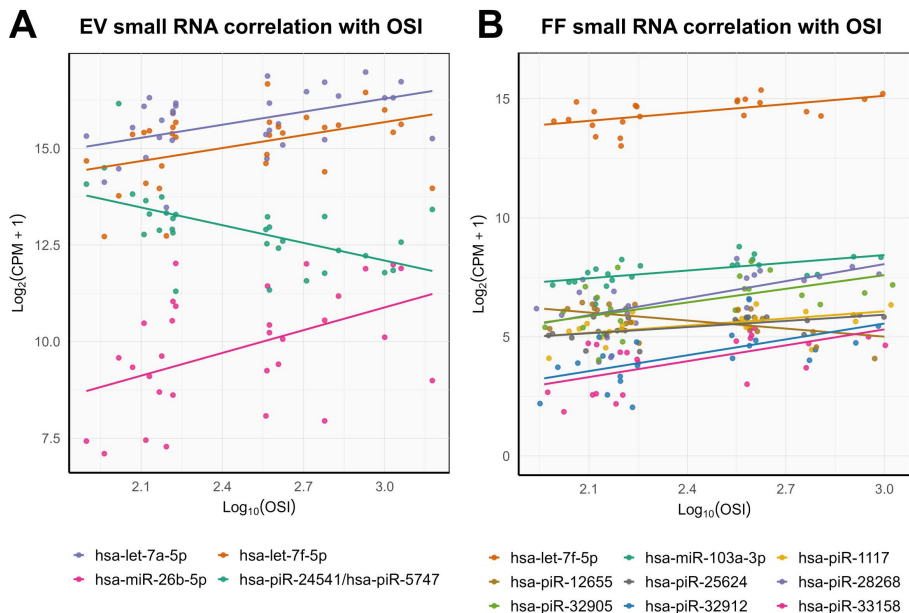 A
EV small RNA correlation with OSI
Log₂(CPM + 1)
15.0
12.5
10.0
7.5
2.1
2.4
2.7
3.0
Log₁₀(OSI)
hsa-let-7a-5p
hsa-let-7f-5p
hsa-miR-26b-5p
hsa-piR-24541/hsa-piR-5747
B
FF small RNA correlation with OSI
Log₂(CPM + 1)
15
10
5
0
2.1
2.4
2.7
3.0
Log₁₀(OSI)
hsa-let-7f-5p
hsa-miR-103a-3p
hsa-piR-1117
hsa-piR-12655
hsa-piR-25624
hsa-piR-28268
hsa-piR-32905
hsa-piR-32912
hsa-piR-33158